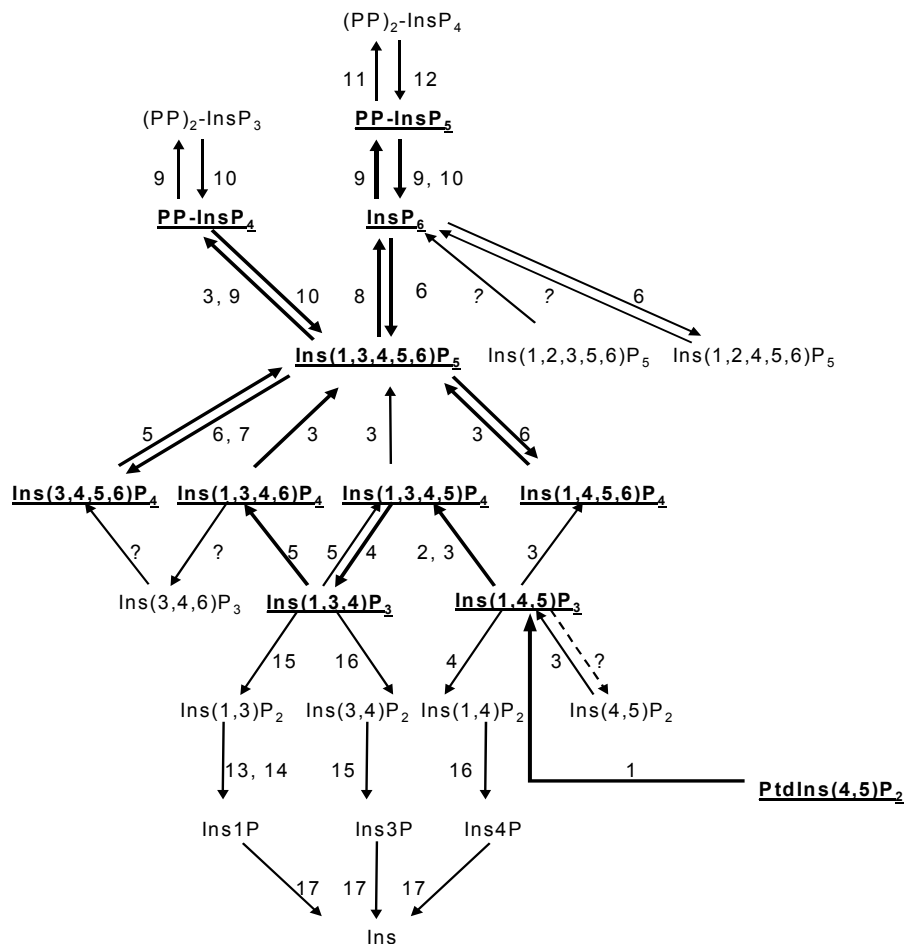 (PP)2-InsP4
11 12
(PP)2-InsP3 PP-InsP5
9 10 9 9, 10
PP-InsP4 InsP6
3, 9 10 8 6 ? ? 6
Ins(1,3,4,5,6)P5 Ins(1,2,3,5,6)P5 Ins(1,2,4,5,6)P5
5 6, 7 3 3 3 6
Ins(3,4,5,6)P4 Ins(1,3,4,6)P4 Ins(1,3,4,5)P4 Ins(1,4,5,6)P4
? ? 5 5 4 2, 3 3
Ins(3,4,6)P3 Ins(1,3,4)P3 Ins(1,4,5)P3
15 16 4 3 ?
Ins(1,3)P2 Ins(3,4)P2 Ins(1,4)P2 Ins(4,5)P2
13, 14 15 16 1
PtdIns(4,5)P2
Ins1P Ins3P Ins4P
17 17 17
Ins